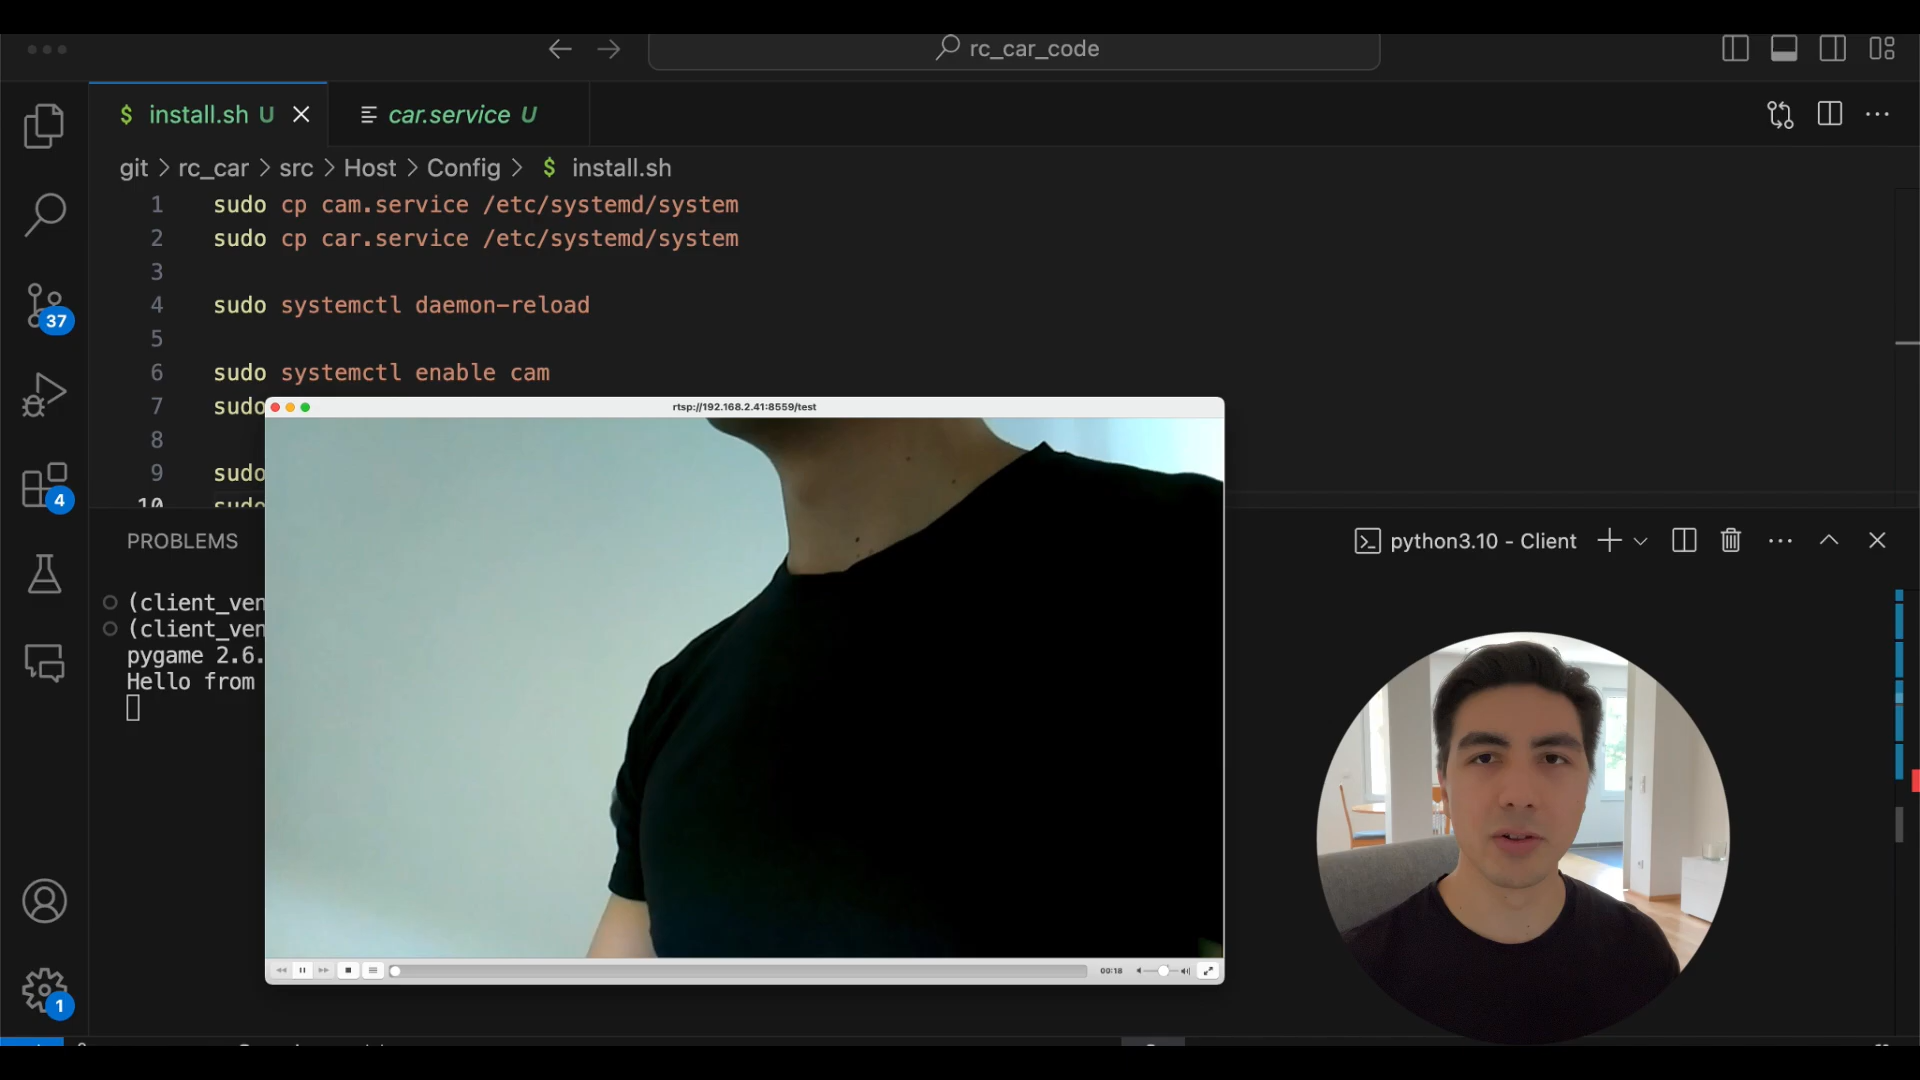 rc_car_code
$ install.sh U
car.service U
git > rc_car > src > Host > Config > $ install.sh
1 sudo cp cam.service /etc/systemd/system
2 sudo cp car.service /etc/systemd/system
3
4 sudo systemctl daemon-reload
5
6 sudo systemctl enable cam
7 sudo
8
9 sudo
10 sudo
37
4
1
rtsp://192.168.2.41:8559/test
00:18
PROBLEMS
python3.10 - Client
(client_ven
(client_ven
pygame 2.6.
Hello from